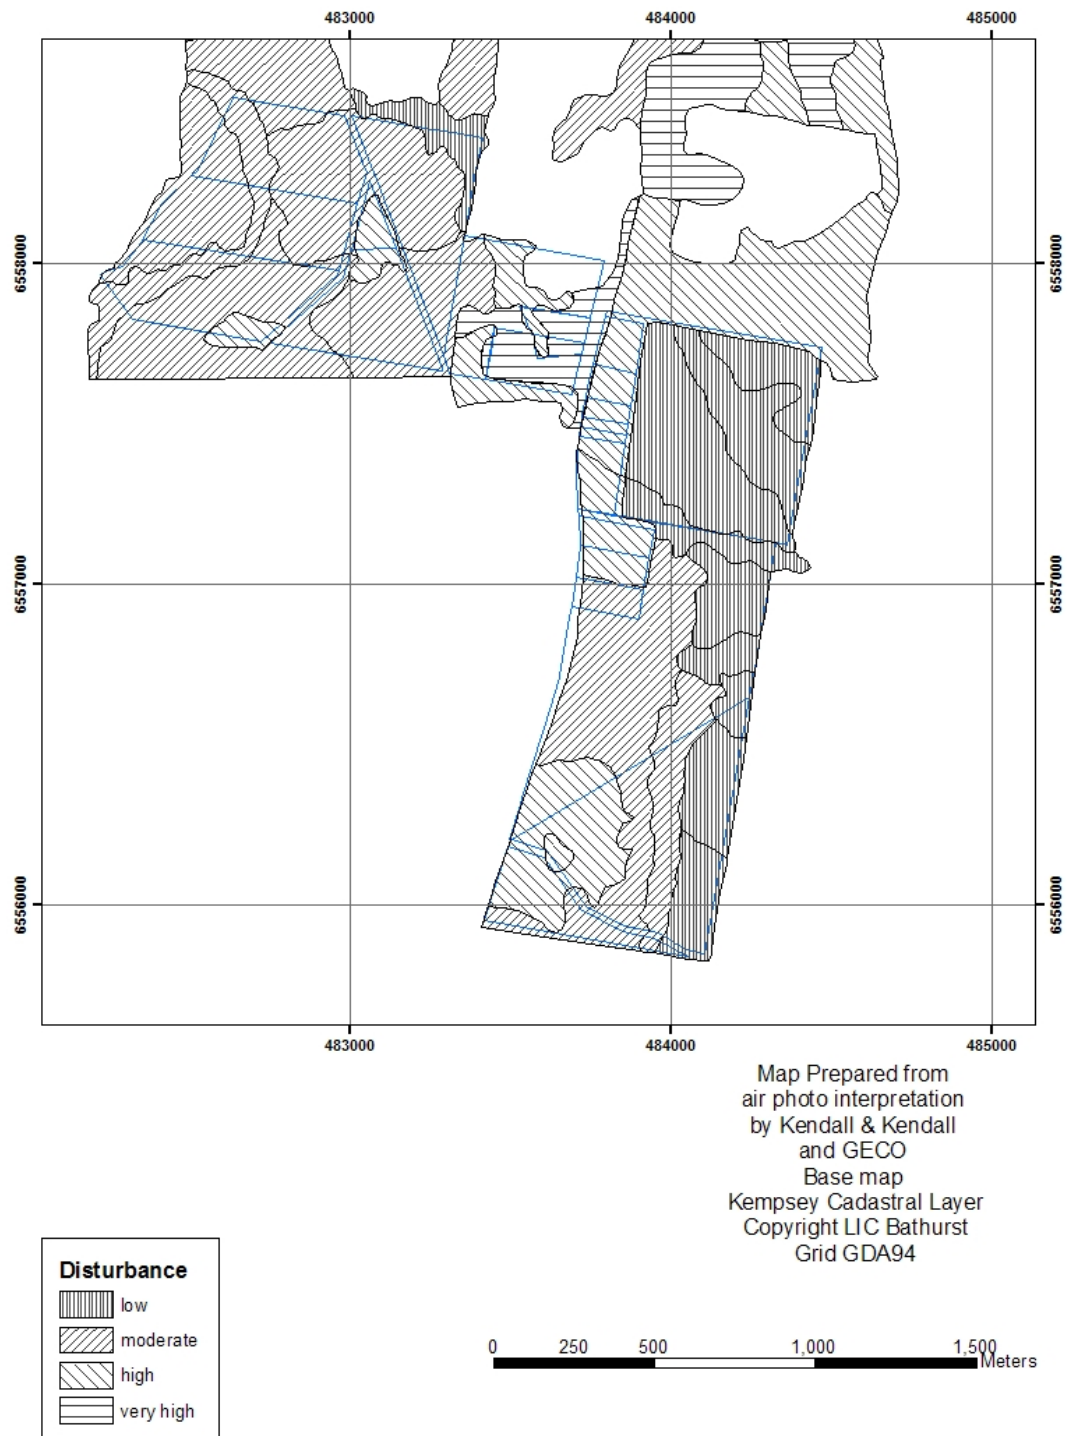 483000 484000 485000
6558000 6558000
6557000 6557000
6556000 6556000
483000 484000 485000
Map Prepared from
air photo interpretation
by Kendall & Kendall
and GECO
Base map
Kempsey Cadastral Layer
Copyright LIC Bathurst
Grid GDA94
Disturbance
low
moderate
high
very high
0 250 500 1,000 1,500
Meters